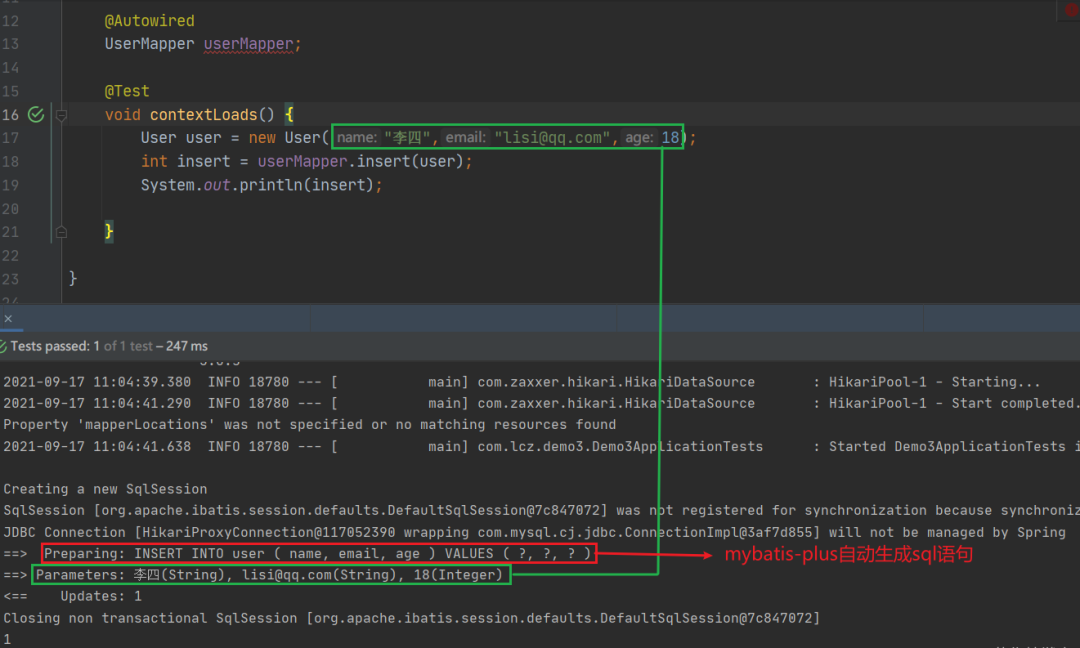 12 @Autowired
13 UserMapper userMapper;
14
15 @Test
16 void contextLoads() {
17 User user = new User( name: "李四", email: "lisi@qq.com", age: 18);
18 int insert = userMapper.insert(user);
19 System.out.println(insert);
20
21 }
22
23 }
Tests passed: 1 of 1 test – 247 ms
2021-09-17 11:04:39.380 INFO 18780 --- [ main] com.zaxxer.hikari.HikariDataSource : HikariPool-1 - Starting...
2021-09-17 11:04:41.290 INFO 18780 --- [ main] com.zaxxer.hikari.HikariDataSource : HikariPool-1 - Start completed.
Property 'mapperLocations' was not specified or no matching resources found
2021-09-17 11:04:41.638 INFO 18780 --- [ main] com.lcz.demo3.Demo3ApplicationTests : Started Demo3ApplicationTests i
Creating a new SqlSession
SqlSession [org.apache.ibatis.session.defaults.DefaultSqlSession@7c847072] was not registered for synchronization because synchroniz
JDBC Connection [HikariProxyConnection@117052390 wrapping com.mysql.cj.jdbc.ConnectionImpl@3af7d855] will not be managed by Spring
==> Preparing: INSERT INTO user ( name, email, age ) VALUES ( ?, ?, ? )
mybatis-plus自动生成sql语句
==> Parameters: 李四(String), lisi@qq.com(String), 18(Integer)
<== Updates: 1
Closing non transactional SqlSession [org.apache.ibatis.session.defaults.DefaultSqlSession@7c847072]
1